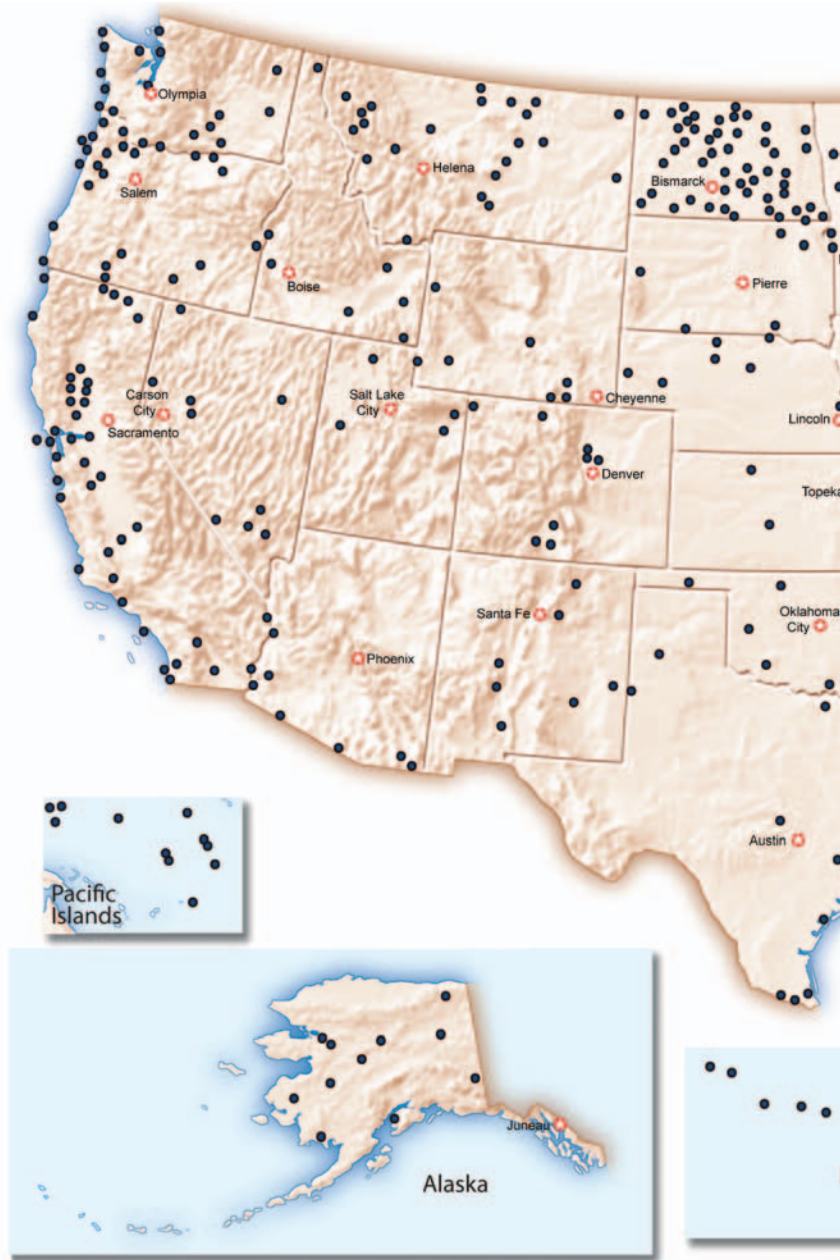 Olympia
Helena
Bismarck
Salem
Pierre
Boise
Carson
City
Salt Lake
City
Cheyenne
Sacramento
Lincoln
Denver
Topeka
Santa Fe
Oklahoma
City
Phoenix
Austin
Pacific
Islands
Juneau
Alaska